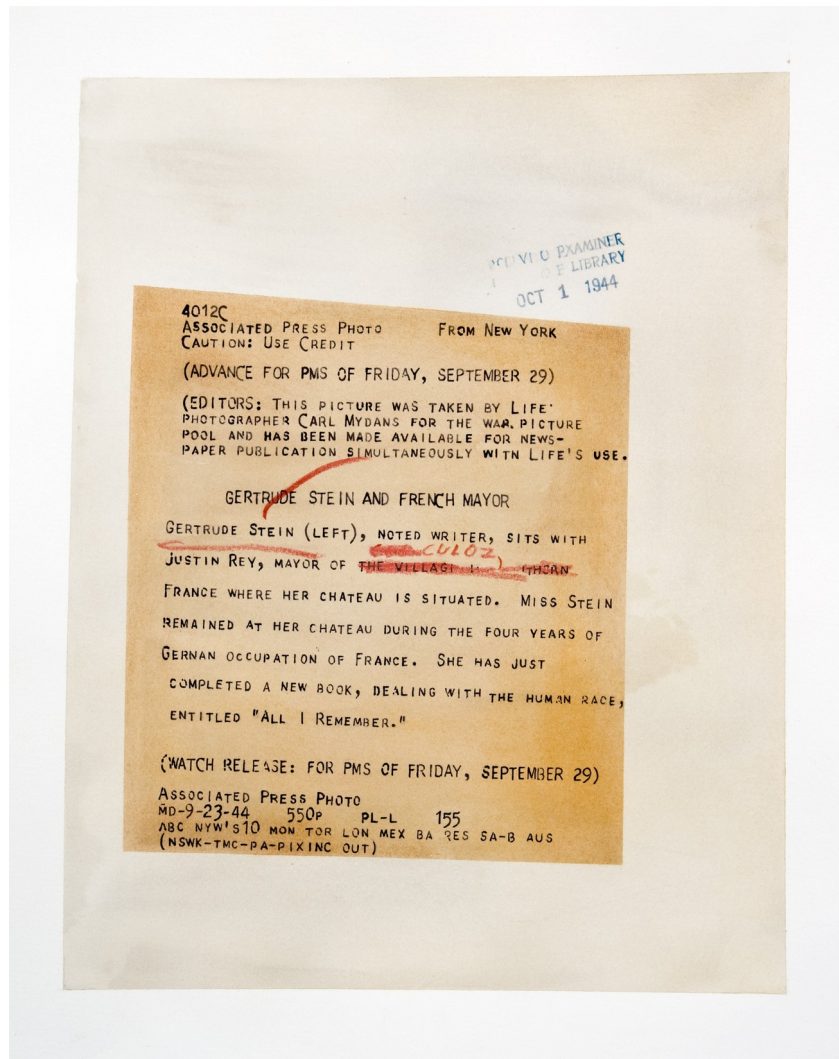 EXAMINER
LIBRARY
OCT 1 1944
4012C
ASSOCIATED PRESS PHOTO FROM NEW YORK
CAUTION: USE CREDIT
(ADVANCE FOR PMS OF FRIDAY, SEPTEMBER 29)
(EDITORS: THIS PICTURE WAS TAKEN BY LIFE'
PHOTOGRAPHER CARL MYDANS FOR THE WAR PICTURE
POOL AND HAS BEEN MADE AVAILABLE FOR NEWS-
PAPER PUBLICATION SIMULTANEOUSLY WITN LIFE'S USE.
GERTRUDE STEIN AND FRENCH MAYOR
GERTRUDE STEIN (LEFT), NOTED WRITER, SITS WITH
CULOZ
JUSTIN REY, MAYOR OF THE
FRANCE WHERE HER CHATEAU IS SITUATED. MISS STEIN
REMAINED AT HER CHATEAU DURING THE FOUR YEARS OF
GERNAN OCCUPATION OF FRANCE. SHE HAS JUST
COMPLETED A NEW BOOK, DEALING WITH THE HUMAN RACE,
ENTITLED "ALL I REMEMBER."
(WATCH RELEASE: FOR PMS OF FRIDAY, SEPTEMBER 29)
ASSOCIATED PRESS PHOTO
MD-9-23-44 550P PL-L 155
ABC NYW'S10 MON TOR LON MEX BA RES SA-B AUS
(NSWK-TMC-PA-PIXINC OUT)